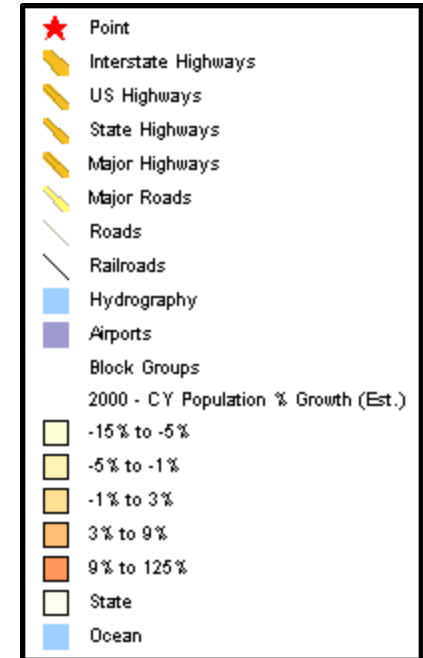 Point
Interstate Highways
US Highways
State Highways
Major Highways
Major Roads
Roads
Railroads
Hydrography
Airports
Block Groups
2000 - CY Population % Growth (Est.)
-15% to -5%
-5% to -1%
-1% to 3%
3% to 9%
9% to 125%
State
Ocean